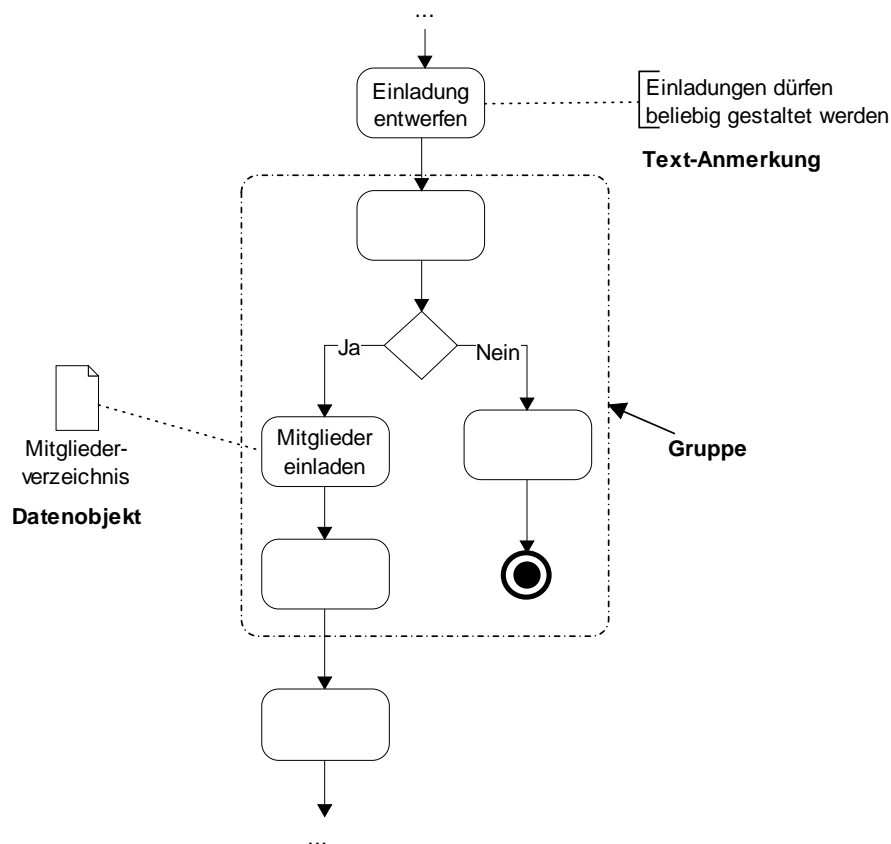 ...
Einladung
entwerfen
Einladungen dürfen
beliebig gestaltet werden
Text-Anmerkung
Ja
Nein
Mitglieder
einladen
Mitglieder-
verzeichnis
Datenobjekt
Gruppe
...